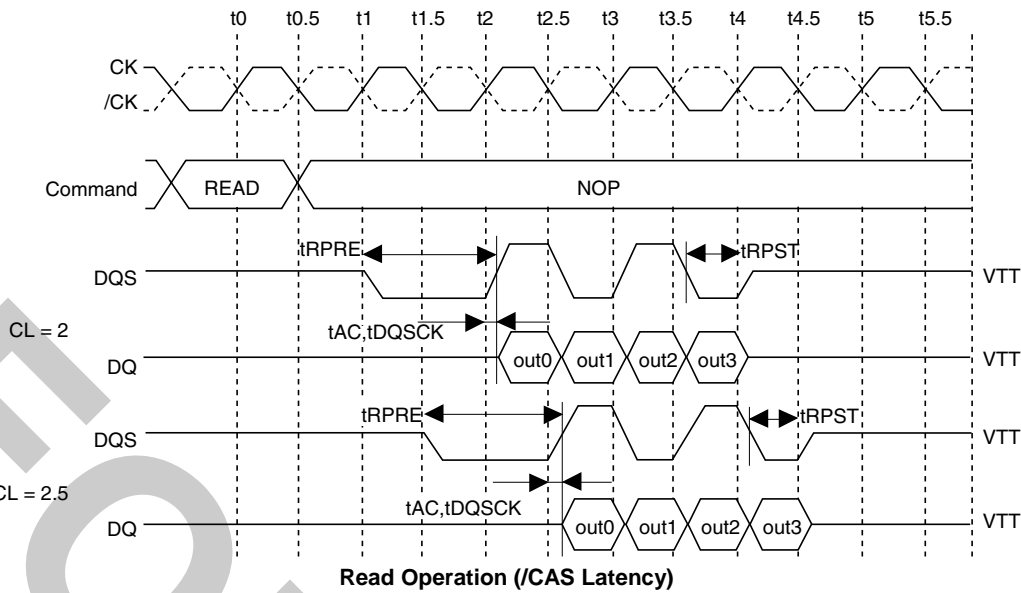 t0 t0.5 t1 t1.5 t2 t2.5 t3 t3.5 t4 t4.5 t5 t5.5
CK
/CK
Command READ NOP
tRPRE tRPST
DQS VTT
CL = 2
tAC,tDQSCK
DQ out0 out1 out2 out3 VTT
tRPRE tRPST
DQS VTT
CL = 2.5
tAC,tDQSCK
DQ out0 out1 out2 out3 VTT
Read Operation (/CAS Latency)